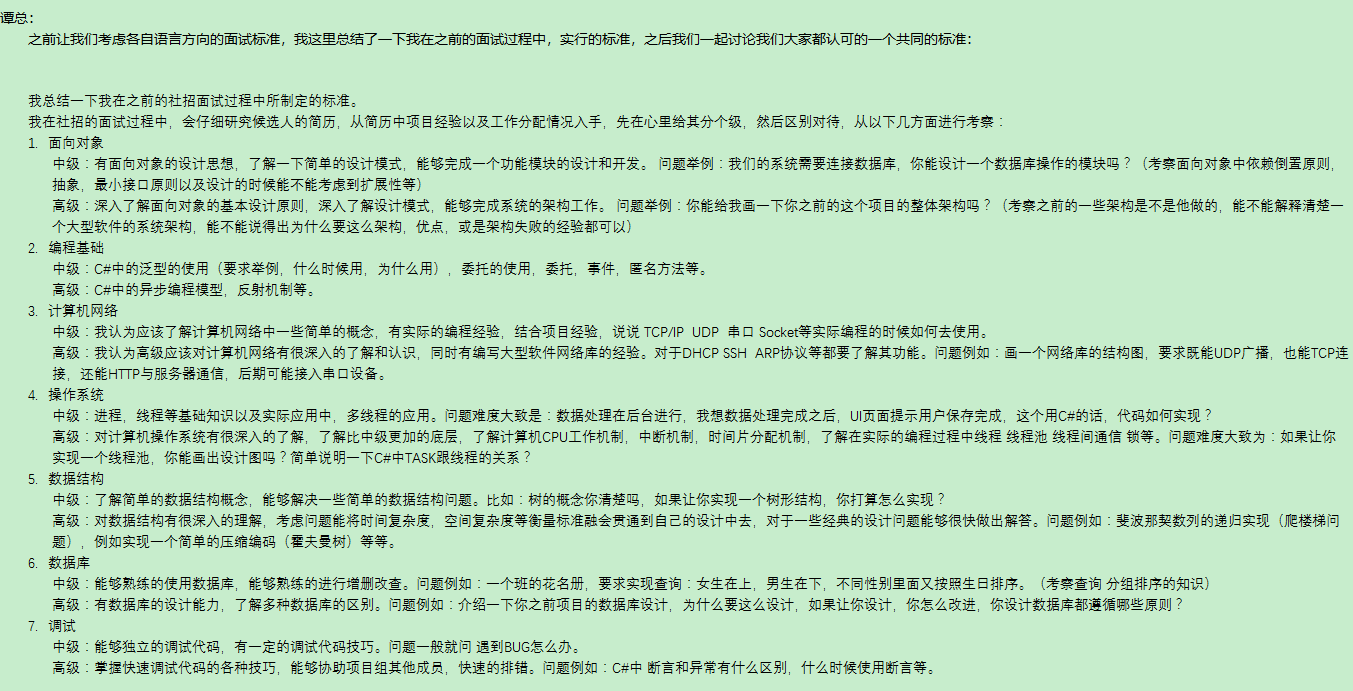 谭总：
之前让我们考虑各自语言方向的面试标准，我这里总结了一下我在之前的面试过程中，实行的标准，之后我们一起讨论我们大家都认可的一个共同的标准：
我总结一下我在之前的社招面试过程中所制定的标准。
我在社招的面试过程中，会仔细研究候选人的简历，从简历中项目经验以及工作分配情况入手，先在心里给其分个级，然后区别对待，从以下几方面进行考察：
1. 面向对象
中级：有面向对象的设计思想，了解一下简单的设计模式，能够完成一个功能模块的设计和开发。 问题举例：我们的系统需要连接数据库，你能设计一个数据库操作的模块吗？（考察面向对象中依赖倒置原则，
抽象，最小接口原则以及设计的时候能不能考虑到扩展性等）
高级：深入了解面向对象的基本设计原则，深入了解设计模式，能够完成系统的架构工作。 问题举例：你能给我画一下你之前的这个项目的整体架构吗？（考察之前的一些架构是不是他做的，能不能解释清楚一
个大型软件的系统架构，能不能说得出为什么要这么架构，优点，或是架构失败的经验都可以）
2. 编程基础
中级：C#中的泛型的使用（要求举例，什么时候用，为什么用），委托的使用，委托，事件，匿名方法等。
高级：C#中的异步编程模型，反射机制等。
3. 计算机网络
中级：我认为应该了解计算机网络中一些简单的概念，有实际的编程经验，结合项目经验，说说 TCP/IP UDP 串口 Socket等实际编程的时候如何去使用。
高级：我认为高级应该对计算机网络有很深入的了解和认识，同时有编写大型软件网络库的经验。对于DHCP SSH ARP协议等都要了解其功能。问题例如：画一个网络库的结构图，要求既能UDP广播，也能TCP连
接，还能HTTP与服务器通信，后期可能接入串口设备。
4. 操作系统
中级：进程，线程等基础知识以及实际应用中，多线程的应用。问题难度大致是：数据处理在后台进行，我想数据处理完成之后，UI页面提示用户保存完成，这个用C#的话，代码如何实现？
高级：对计算机操作系统有很深入的了解，了解比中级更加的底层，了解计算机CPU工作机制，中断机制，时间片分配机制，了解在实际的编程过程中线程 线程池 线程间通信 锁等。问题难度大致为：如果让你
实现一个线程池，你能画出设计图吗？简单说明一下C#中TASK跟线程的关系？
5. 数据结构
中级：了解简单的数据结构概念，能够解决一些简单的数据结构问题。比如：树的概念你清楚吗，如果让你实现一个树形结构，你打算怎么实现？
高级：对数据结构有很深入的理解，考虑问题能将时间复杂度，空间复杂度等衡量标准融会贯通到自己的设计中去，对于一些经典的设计问题能够很快做出解答。问题例如：斐波那契数列的递归实现（爬楼梯问
题），例如实现一个简单的压缩编码（霍夫曼树）等等。
6. 数据库
中级：能够熟练的使用数据库，能够熟练的进行增删改查。问题例如：一个班的花名册，要求实现查询：女生在上，男生在下，不同性别里面又按照生日排序。（考察查询 分组排序的知识）
高级：有数据库的设计能力，了解多种数据库的区别。问题例如：介绍一下你之前项目的数据库设计，为什么要这么设计，如果让你设计，你怎么改进，你设计数据库都遵循哪些原则？
7. 调试
中级：能够独立的调试代码，有一定的调试代码技巧。问题一般就问 遇到BUG怎么办。
高级：掌握快速调试代码的各种技巧，能够协助项目组其他成员，快速的排错。问题例如：C#中 断言和异常有什么区别，什么时候使用断言等。